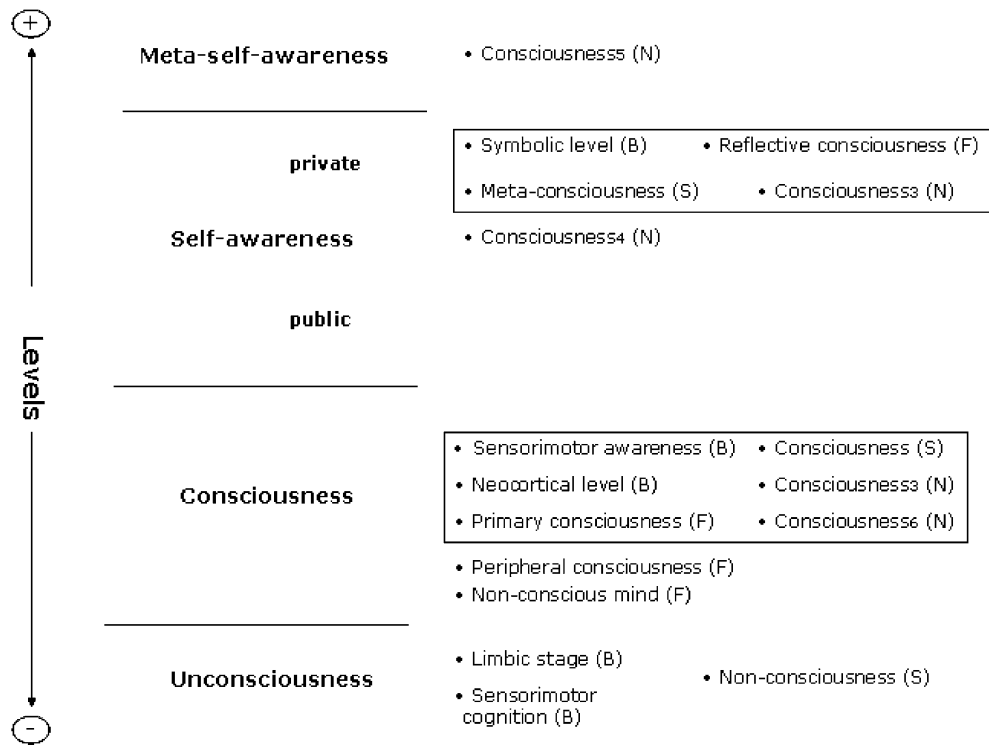 +
Meta-self-awareness
• Consciousness₅ (N)
private
• Symbolic level (B) • Reflective consciousness (F)
• Meta-consciousness (S) • Consciousness₃ (N)
Self-awareness
• Consciousness₄ (N)
public
Levels
• Sensorimotor awareness (B) • Consciousness (S)
Consciousness
• Neocortical level (B) • Consciousness₃ (N)
• Primary consciousness (F) • Consciousness₆ (N)
• Peripheral consciousness (F)
• Non-conscious mind (F)
Unconsciousness
• Limbic stage (B)
• Non-consciousness (S)
• Sensorimotor
cognition (B)
-